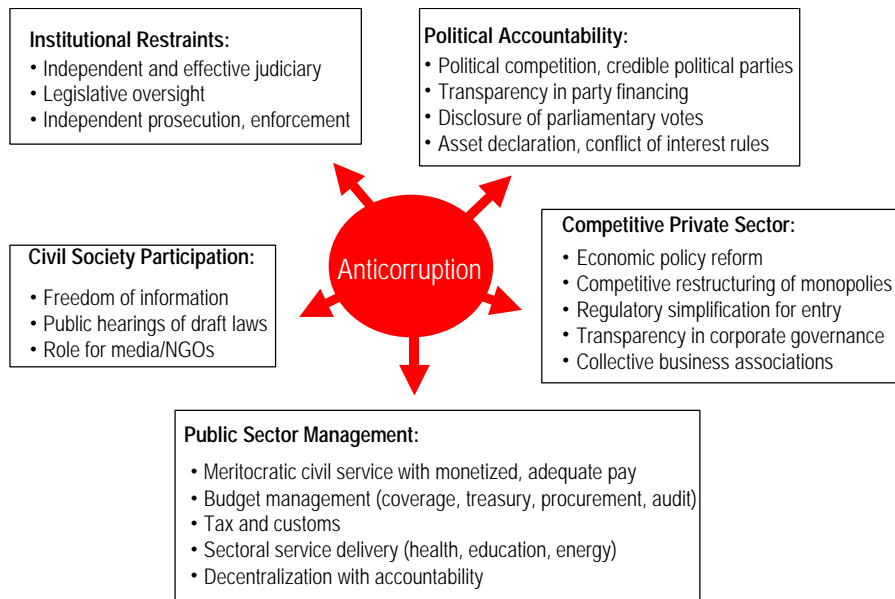 Institutional Restraints:
• Independent and effective judiciary
• Legislative oversight
• Independent prosecution, enforcement
Political Accountability:
• Political competition, credible political parties
• Transparency in party financing
• Disclosure of parliamentary votes
• Asset declaration, conflict of interest rules
Civil Society Participation:
• Freedom of information
• Public hearings of draft laws
• Role for media/NGOs
Anticorruption
Competitive Private Sector:
• Economic policy reform
• Competitive restructuring of monopolies
• Regulatory simplification for entry
• Transparency in corporate governance
• Collective business associations
Public Sector Management:
• Meritocratic civil service with monetized, adequate pay
• Budget management (coverage, treasury, procurement, audit)
• Tax and customs
• Sectoral service delivery (health, education, energy)
• Decentralization with accountability